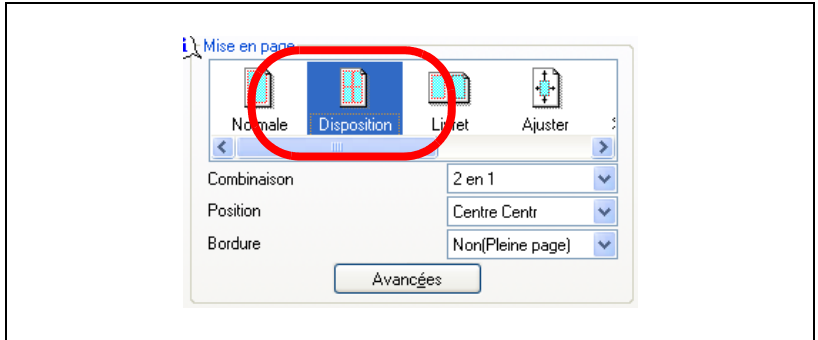 Mise en page
Normale Disposition Livret Ajuster
Combinaison 2 en 1
Position Centre Centr
Bordure Non(Pleine page)
Avancées